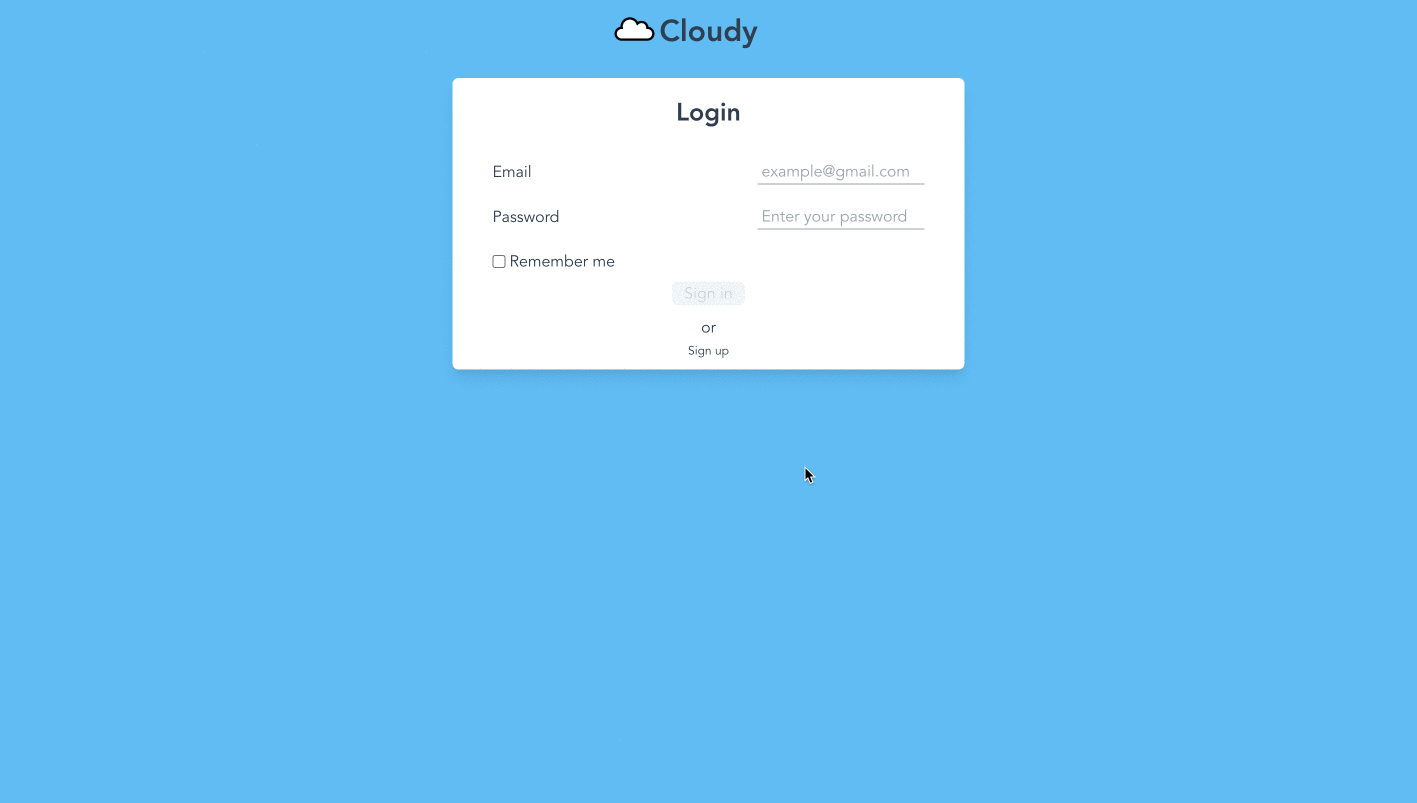 Cloudy
Login
Email
example@gmail.com
Password
Enter your password
Remember me
Sign in
or
Sign up